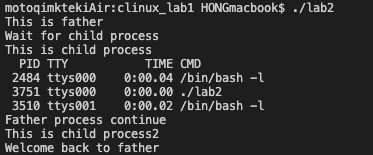 motoqimktekiAir:clinux_lab1 HONGmacbook$ ./lab2
This is father
Wait for child process
This is child process
PID TTY TIME CMD
2484 ttys000 0:00.04 /bin/bash -l
3751 ttys000 0:00.00 ./lab2
3510 ttys001 0:00.02 /bin/bash -l
Father process continue
This is child process2
Welcome back to father